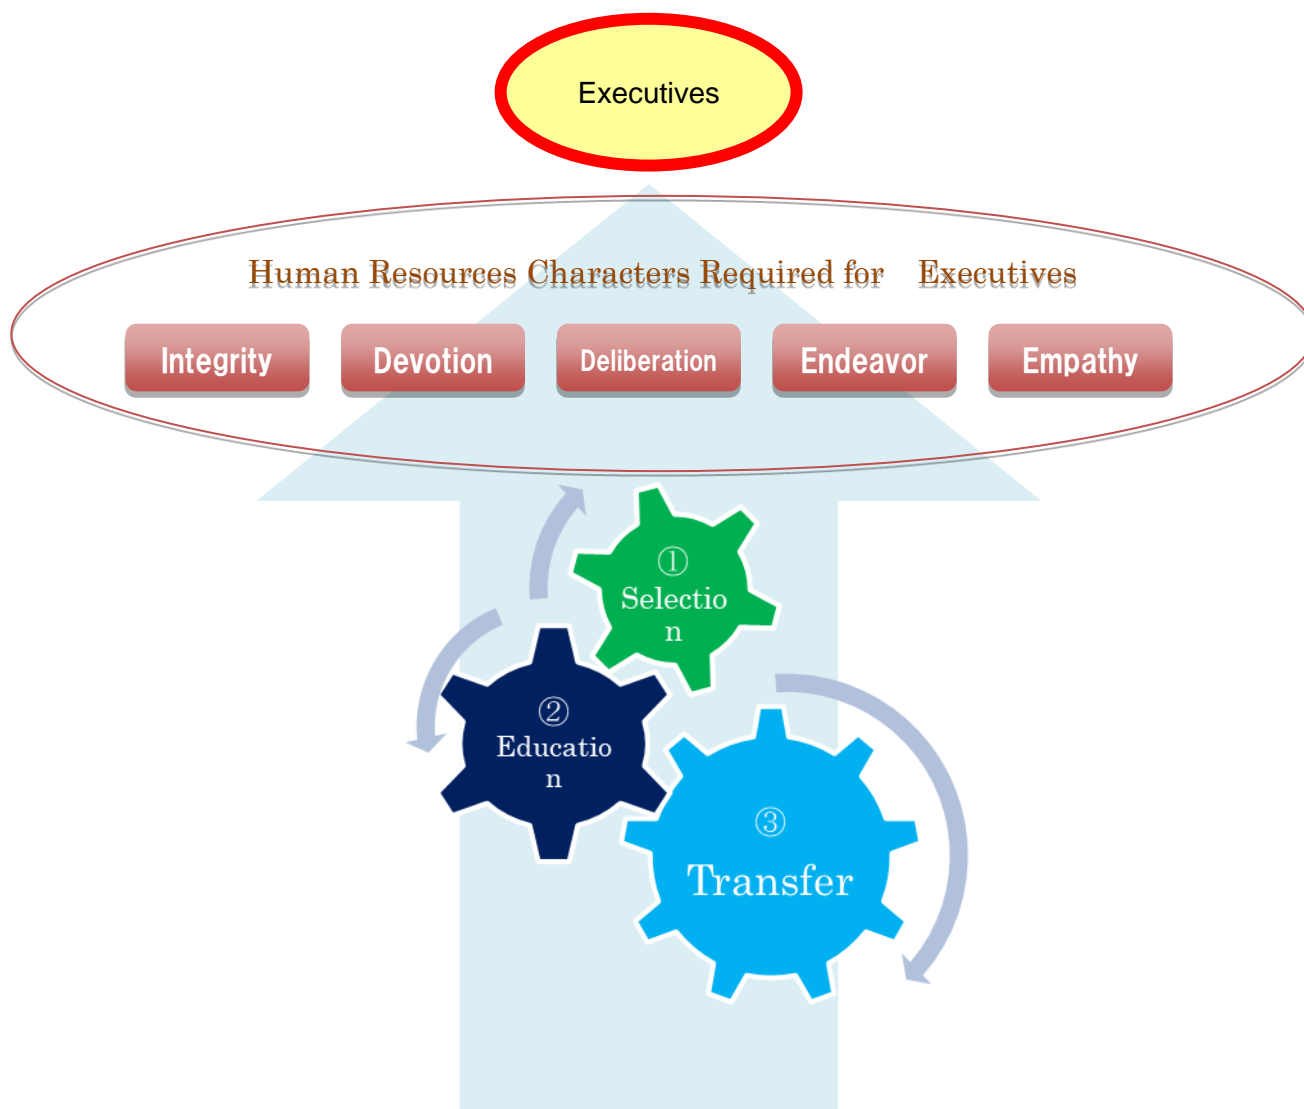 Executives
Human Resources Characters Required for　Executives
Integrity
Devotion
Deliberation
Endeavor
Empathy
①
Selectio
n
②
Educatio
n
③
Transfer